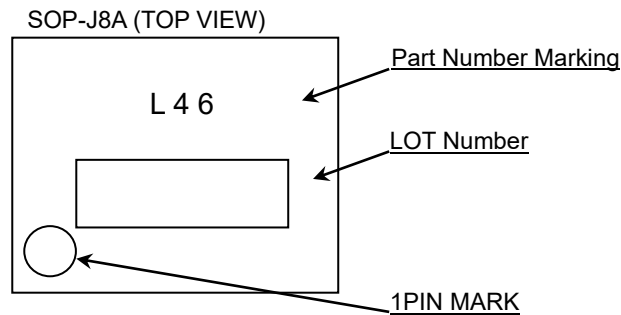 SOP-J8A (TOP VIEW)
Part Number Marking
L 4 6
LOT Number
1PIN MARK